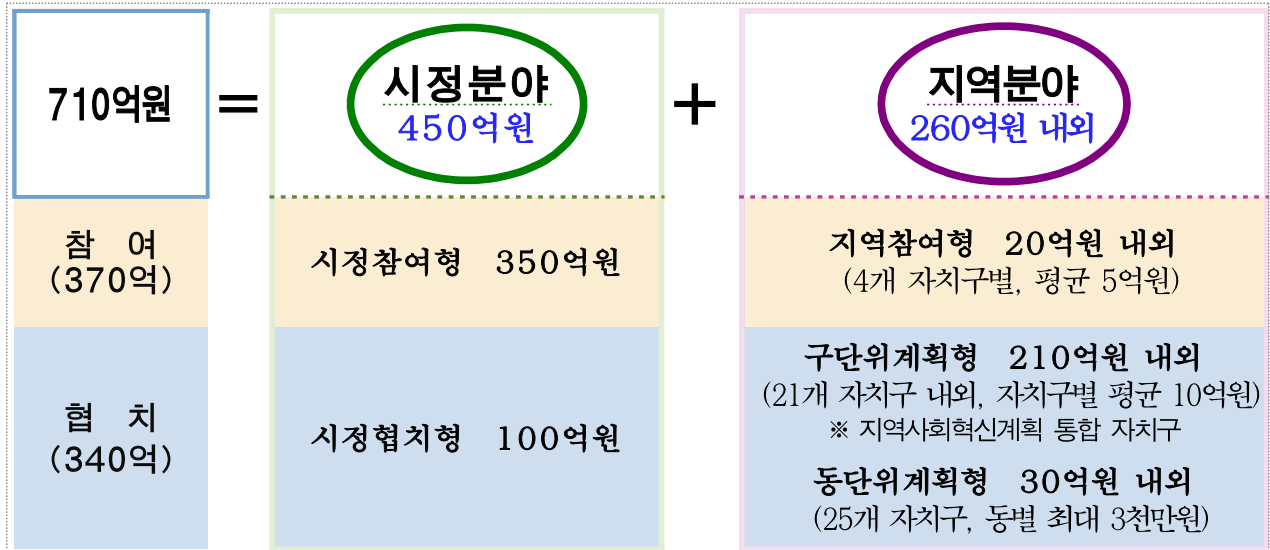 710억원 = 시정분야 + 지역분야
450억원 260억원 내외
참 여
(370억)
시정참여형 350억원
지역참여형 20억원 내외
(4개 자치구별, 평균 5억원)
협 치
(340억)
시정협치형 100억원
구단위계획형 210억원 내외
(21개 자치구 내외, 자치구별 평균 10억원)
※ 지역사회혁신계획 통합 자치구
동단위계획형 30억원 내외
(25개 자치구, 동별 최대 3천만원)